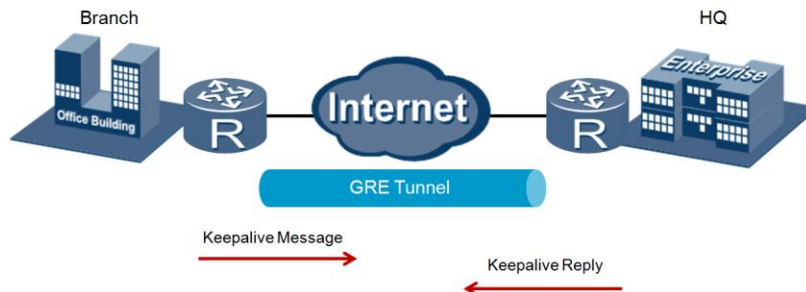 Branch
HQ
Office Building
R
Internet
R
Enterprise
GRE Tunnel
Keepalive Message
Keepalive Reply